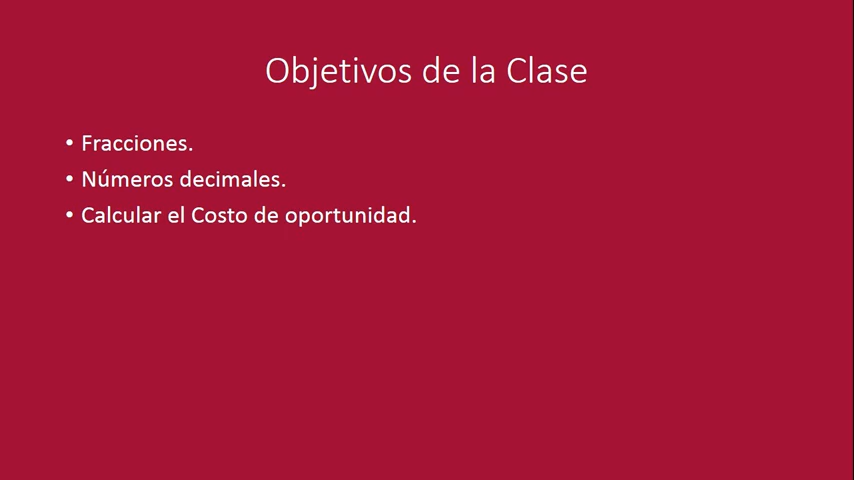 Objetivos de la Clase
• Fracciones.
• Números decimales.
• Calcular el Costo de oportunidad.